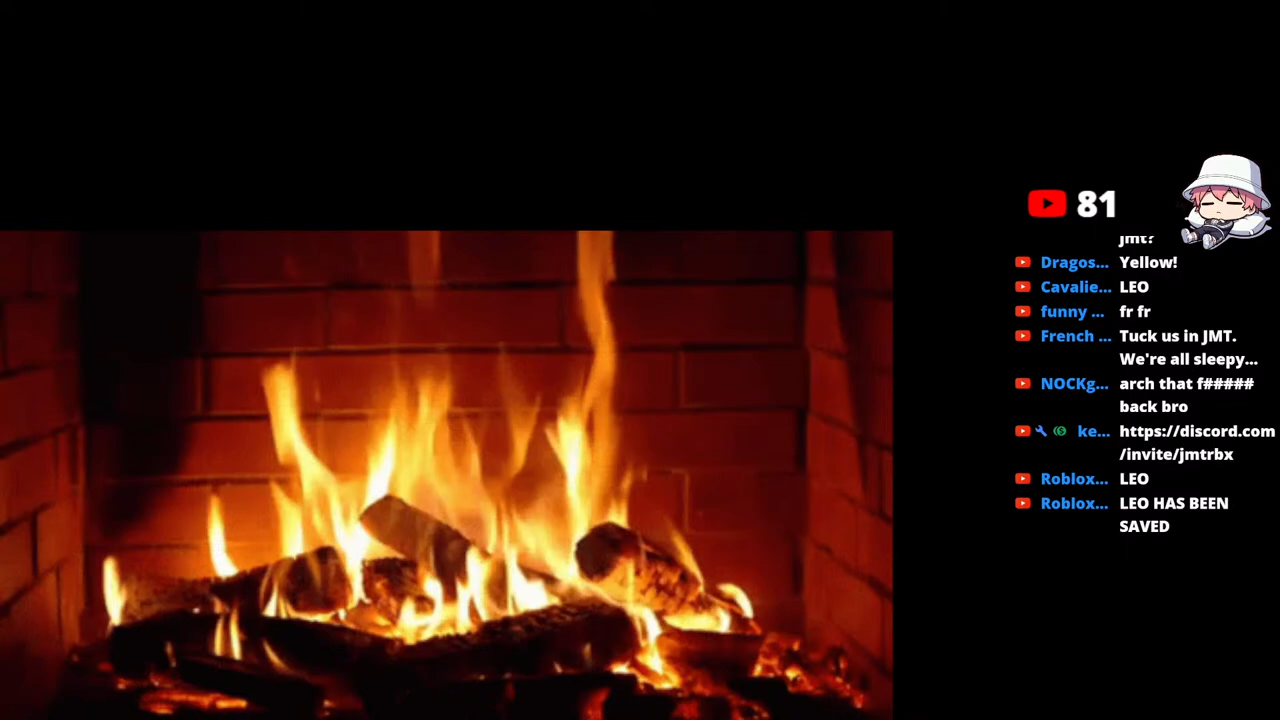 81
jmt?
Dragos... Yellow!
Cavalie... LEO
funny ... fr fr
French ... Tuck us in JMT.
We're all sleepy...
NOCKg... arch that f#####
back bro
ke... https://discord.com
/invite/jmtrbx
Roblox... LEO
Roblox... LEO HAS BEEN
SAVED